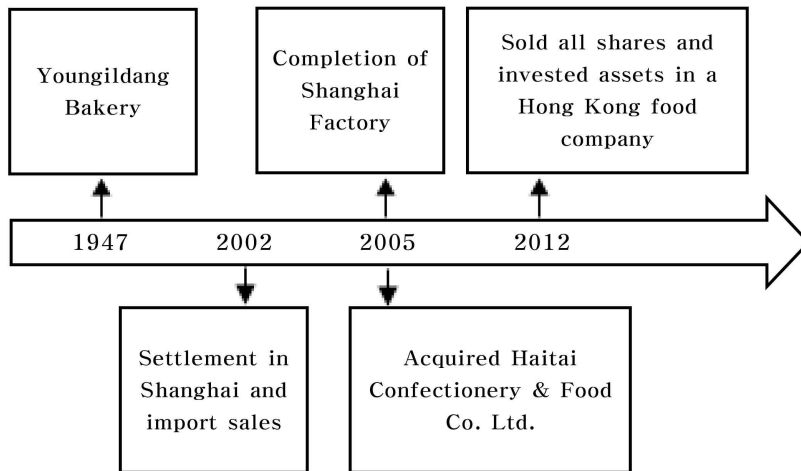 Youngildang
Bakery
Completion of
Shanghai
Factory
Sold all shares and
invested assets in a
Hong Kong food
company
1947 2002 2005 2012
Settlement in
Shanghai and
import sales
Acquired Haitai
Confectionery & Food
Co. Ltd.